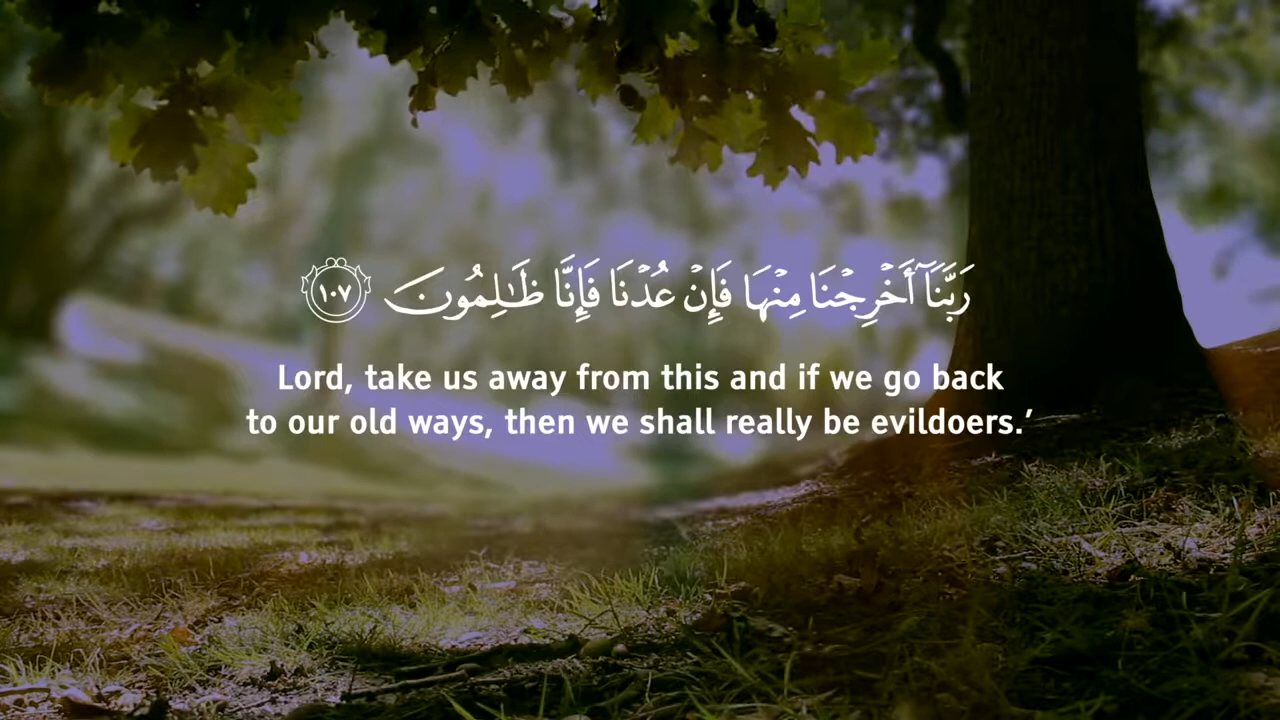 رَبَّنَآ أَخْرِجْنَا مِنْهَا فَإِنْ عُدْنَا فَإِنَّا ظَـٰلِمُونَ ١٠٧
Lord, take us away from this and if we go back
to our old ways, then we shall really be evildoers.’